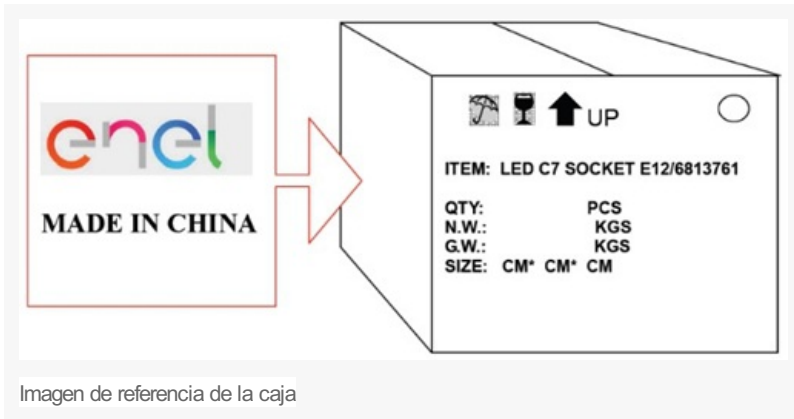 enel
MADE IN CHINA
UP
ITEM: LED C7 SOCKET E12/6813761
QTY: PCS
N.W.: KGS
G.W.: KGS
SIZE: CM* CM* CM
Imagen de referencia de la caja